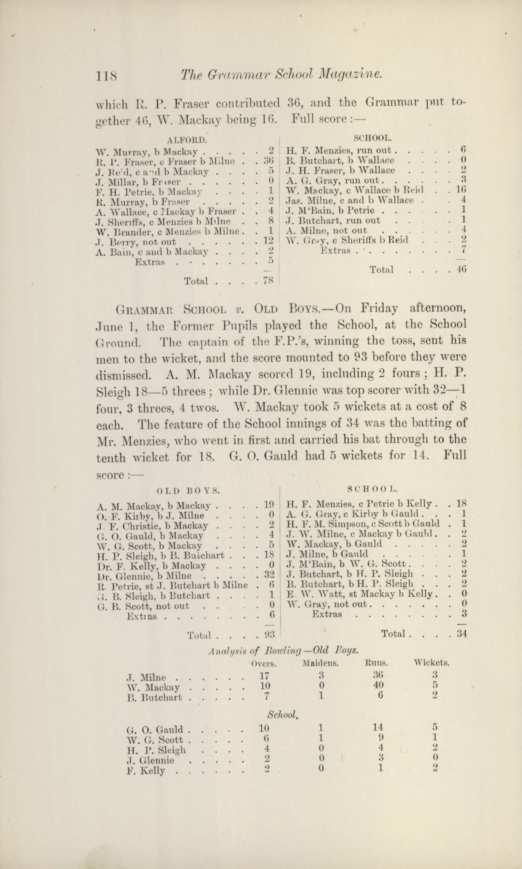 118 The Grammar School Magazine.
which R. P. Fraser contributed 36, and the Grammar put to-
gether 46, W. Mackay being 16. Full score :—
ALFORD.
W. Murray, b Mackay . . . . . 2
R. P. Fraser, c Fraser b Milne . . 36
J. Reid, c and b Mackay . . . . 5
J. Millar, b Fraser . . . . . . 0
F. H. Petrie, b Mackay . . . . 1
R. Murray, b Fraser . . . . . 2
A. Wallace, c Mackay b Fraser . . 4
J. Sheriffs, c Menzies b Milne . . 8
W. Brander, c Menzies b Milne . . 1
J. Berry, not out . . . . . . 12
A. Bain, c and b Mackay . . . . 2
Extras . . . . . . . 5
Total . . . . 78
SCHOOL.
H. F. Menzies, run out . . . . . 6
B. Butchart, b Wallace . . . . 0
J. H. Fraser, b Wallace . . . . 2
A. G. Gray, run out . . . . . . 3
W. Mackay, c Wallace b Reid . . 16
Jas. Milne, c and b Wallace . . . 4
J. M'Bain, b Petrie . . . . . . 1
J. Butchart, run out . . . . . 1
A. Milne, not out . . . . . . 4
W. Gray, c Sheriffs b Reid . . . 2
Extras . . . . . . . . 7
Total . . . . 46
GRAMMAR SCHOOL v. OLD BOYS.—On Friday afternoon,
June 1, the Former Pupils played the School, at the School
Ground. The captain of the F.P.'s, winning the toss, sent his
men to the wicket, and the score mounted to 93 before they were
dismissed. A. M. Mackay scored 19, including 2 fours ; H. P.
Sleigh 18—5 threes ; while Dr. Glennie was top scorer with 32—1
four, 3 threes, 4 twos. W. Mackay took 5 wickets at a cost of 8
each. The feature of the School innings of 34 was the batting of
Mr. Menzies, who went in first and carried his bat through to the
tenth wicket for 18. G. O. Gauld had 5 wickets for 14. Full
score :—
OLD BOYS.
A. M. Mackay, b Mackay . . . . 19
O. F. Kirby, b J. Milne . . . . 0
J. F. Christie, b Mackay . . . . 2
G. O. Gauld, b Mackay . . . . 4
W. G. Scott, b Mackay . . . . 5
H. P. Sleigh, b B. Butchart . . . 18
Dr. F. Kelly, b Mackay . . . . 0
Dr. Glennie, b Milne . . . . . 32
R. Petrie, st J. Butchart b Milne . 6
G. B. Sleigh, b Butchart . . . . 1
G. B. Scott, not out . . . . . 0
Extras . . . . . . . 6
Total . . . . 93
SCHOOL.
H. F. Menzies, c Petrie b Kelly . . 18
A. G. Gray, c Kirby b Gauld . . . 1
H. F. M. Simpson, c Scott b Gauld . 1
J. W. Milne, c Mackay b Gauld . . 2
W. Mackay, b Gauld . . . . . . 2
J. Milne, b Gauld . . . . . . 1
J. M'Bain, b W. G. Scott . . . . 2
J. Butchart, b H. P. Sleigh . . . 2
B. Butchart, b H. P. Sleigh . . . 2
E. W. Watt, st Mackay b Kelly . . 0
W. Gray, not out . . . . . . . 0
Extras . . . . . . . 3
Total . . . . 34
Analysis of Bowling—Old Boys.
Overs. Maidens. Runs. Wickets.
J. Milne . . . . . . 17 3 36 3
W. Mackay . . . . . 10 0 40 5
B. Butchart . . . . . 7 1 6 2
School,
G. O. Gauld . . . . . 10 1 14 5
W. G. Scott . . . . . 6 1 9 1
H. P. Sleigh . . . . 4 0 4 2
J. Glennie . . . . . 2 0 3 0
F. Kelly . . . . . . 2 0 1 2